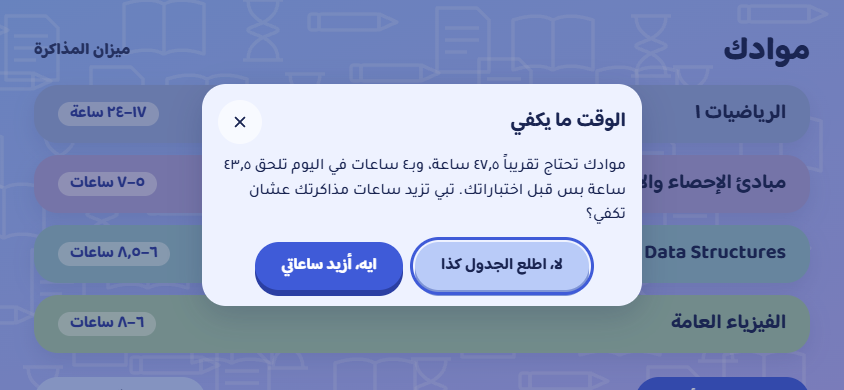 موادك
ميزان المذاكرة
الرياضيات ١
١٧–٢٤ ساعة
مبادئ الإحصاء
٥–٧ ساعات
Data Structures
٦–٨,٥ ساعات
الفيزياء العامة
٦–٨ ساعات
الوقت ما يكفي
موادك تحتاج تقريباً ٤٧,٥ ساعة، وبـ٤ ساعات في اليوم تلحق ٤٣,٥
ساعة بس قبل اختباراتك. تبي تزيد ساعات مذاكرتك عشان
تكفي؟
لا، اطلع الجدول كذا
ايه، أزيد ساعاتي